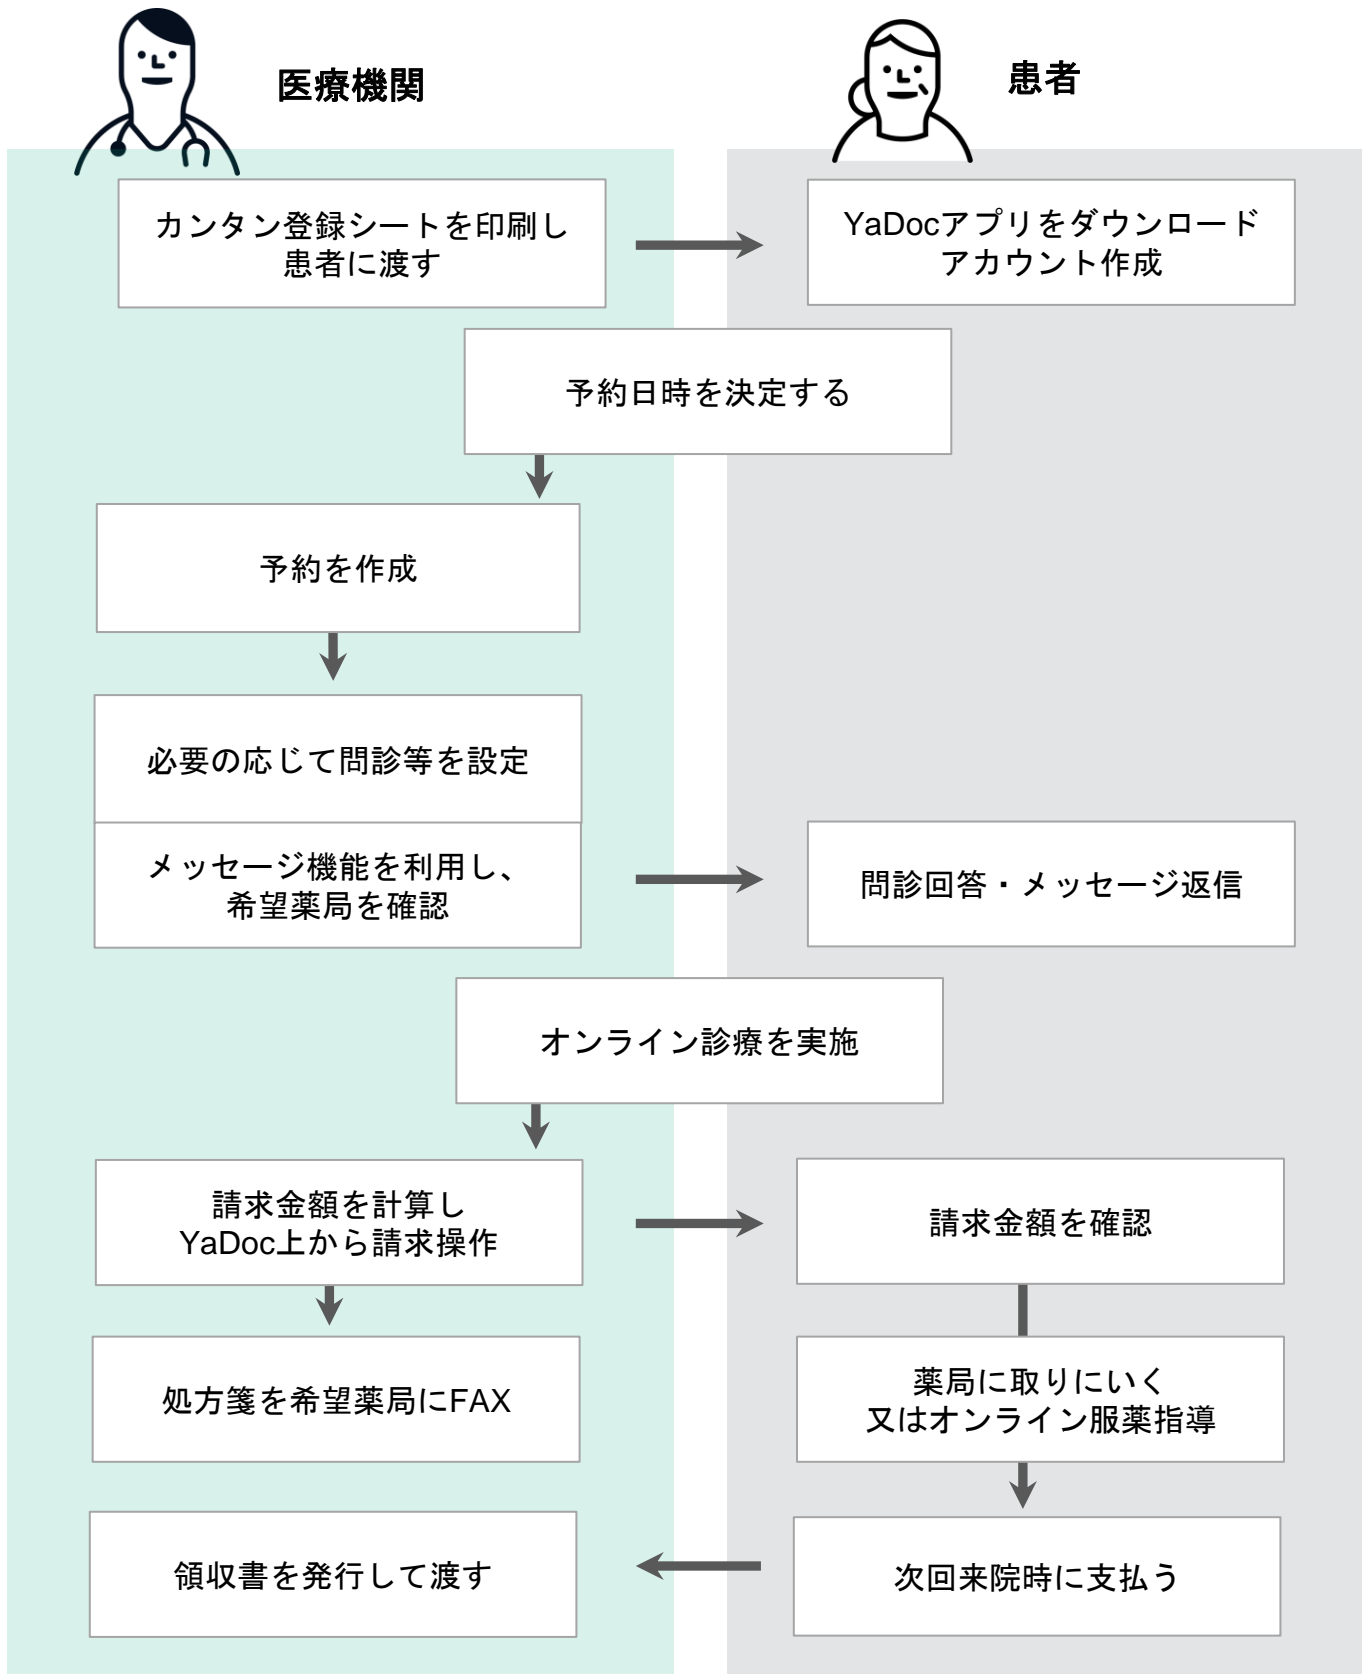 医療機関
患者
カンタン登録シートを印刷し
患者に渡す
YaDocアプリをダウンロード
アカウント作成
予約日時を決定する
予約を作成
必要の応じて問診等を設定
メッセージ機能を利用し、
希望薬局を確認
問診回答・メッセージ返信
オンライン診療を実施
請求金額を計算し
YaDoc上から請求操作
請求金額を確認
処方箋を希望薬局にFAX
薬局に取りにいく
又はオンライン服薬指導
領収書を発行して渡す
次回来院時に支払う